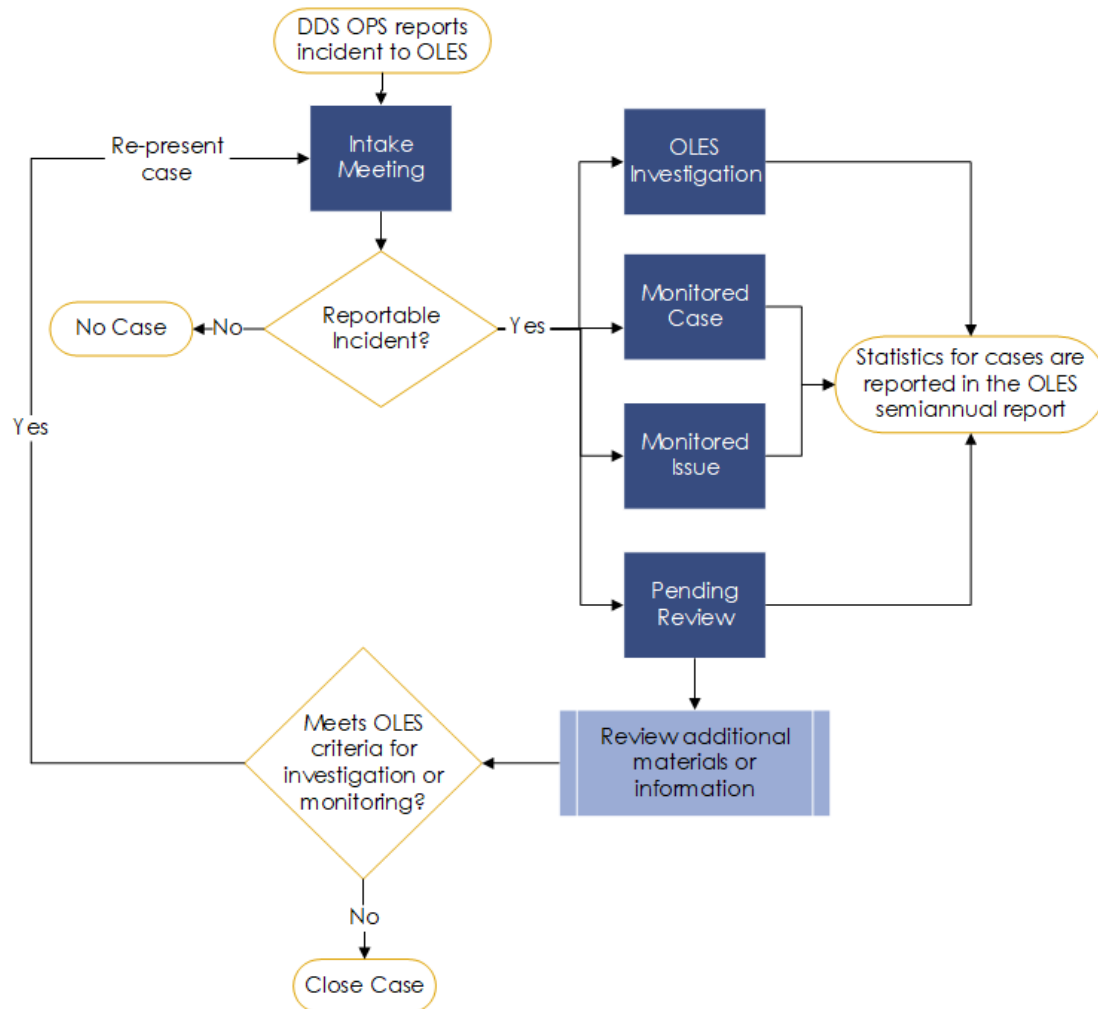 DDS OPS reports
incident to OLES
Intake
Meeting
Re-present
case
OLES
Investigation
Monitored
Case
Reportable
Incident?
No
No Case
Yes
Statistics for cases are
reported in the OLES
semiannual report
Monitored
Issue
Yes
Pending
Review
Review additional
materials or
information
Meets OLES
criteria for
investigation or
monitoring?
No
Close Case